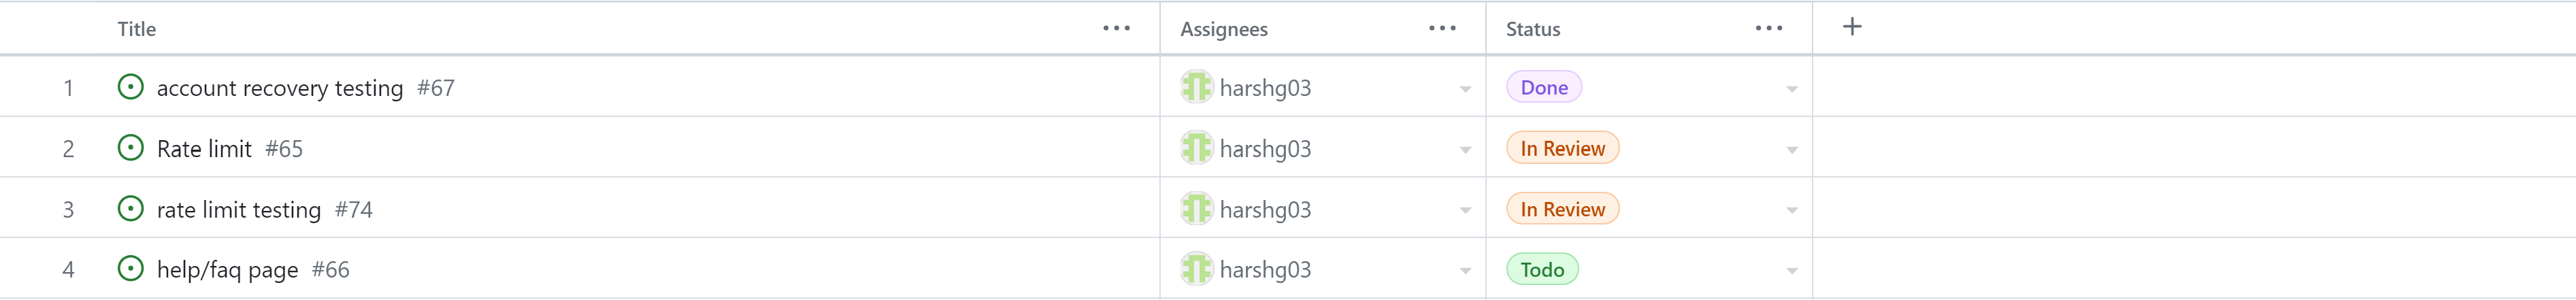 Title ... Assignees ... Status ... +
1 account recovery testing #67 harshg03 Done
2 Rate limit #65 harshg03 In Review
3 rate limit testing #74 harshg03 In Review
4 help/faq page #66 harshg03 Todo